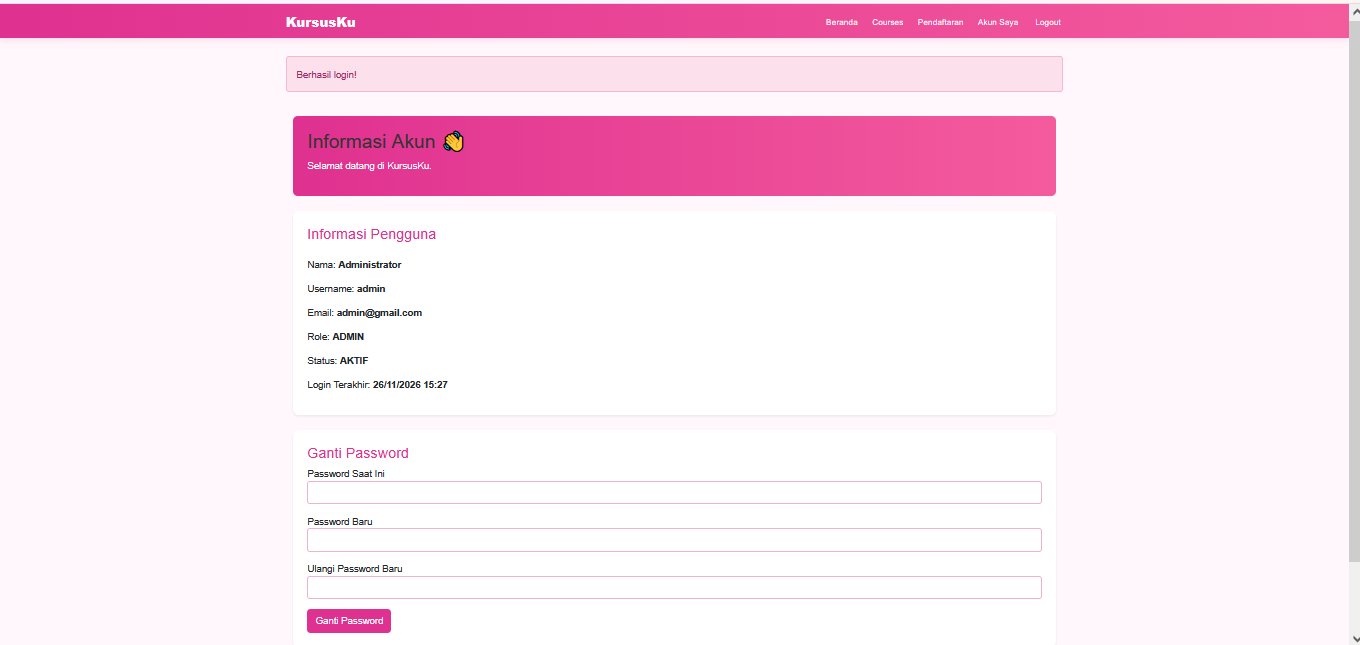 KursusKu
Beranda Courses Pendaftaran Akun Saya Logout
Berhasil login!
Informasi Akun 👋
Selamat datang di KursusKu.
Informasi Pengguna
Nama: Administrator
Username: admin
Email: admin@gmail.com
Role: ADMIN
Status: AKTIF
Login Terakhir: 26/11/2026 15:27
Ganti Password
Password Saat Ini
Password Baru
Ulangi Password Baru
Ganti Password